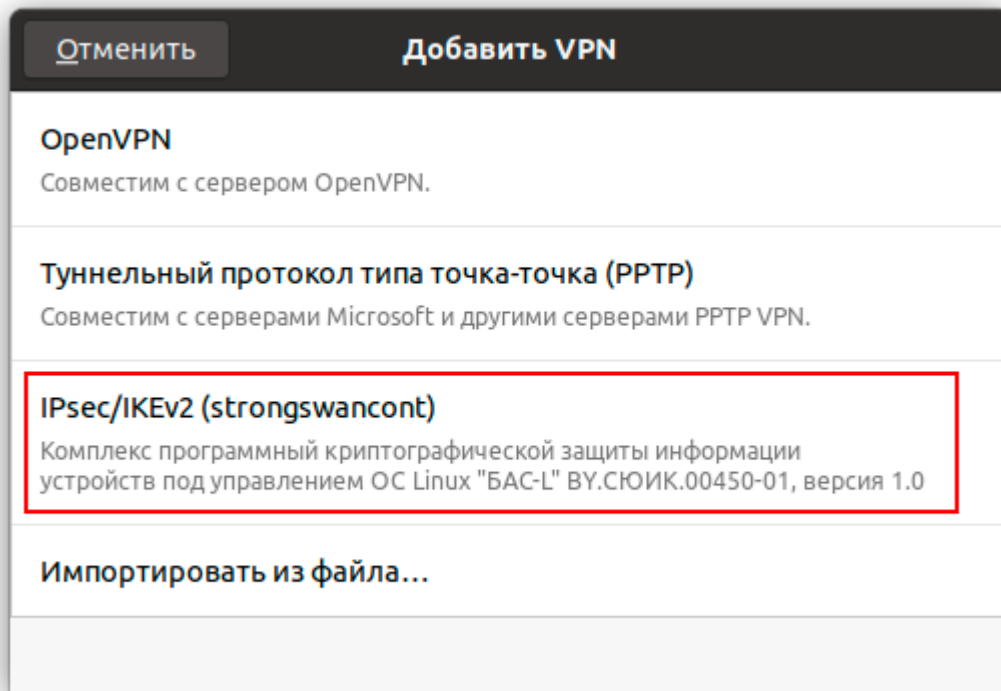 Отменить
Добавить VPN
OpenVPN
Совместим с сервером OpenVPN.
Туннельный протокол типа точка-точка (PPTP)
Совместим с серверами Microsoft и другими серверами PPTP VPN.
IPsec/IKEv2 (strongswancont)
Комплекс программный криптографической защиты информации
устройств под управлением ОС Linux "БАС-L" BY.СЮИК.00450-01, версия 1.0
Импортировать из файла…